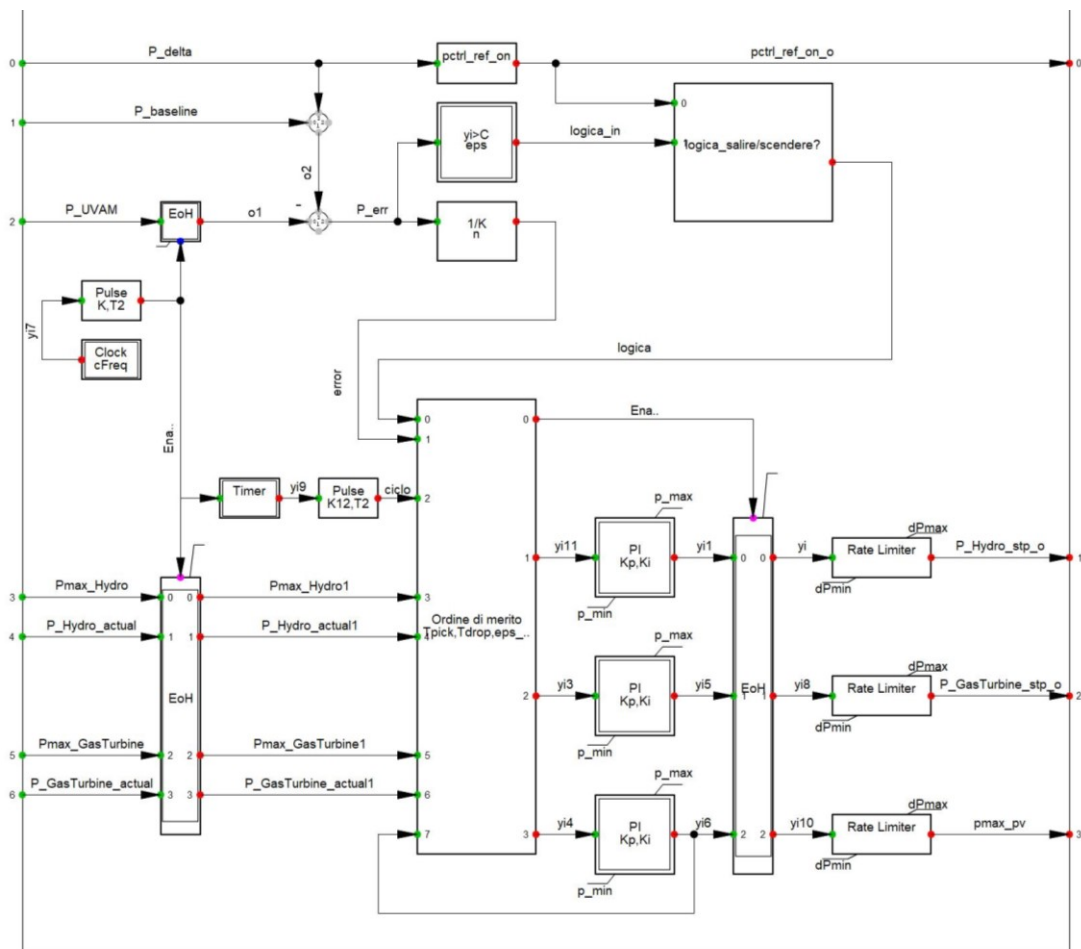 P_delta
pctrl_ref_on
pctrl_ref_on_o
0
0
P_baseline
1
0
yi>C
eps
logica_in
1
logica_salire/scendere?
o2
-
P_UVAM
2
EoH
o1
P_err
1/K
n
Pulse
K,T2
yi7
Clock
cFreq
logica
error
Ena..
0
0
Ena..
1
Timer
yi9
Pulse
K12,T2
ciclo
2
p_max
yi11
PI
Kp,Ki
yi1
0
0
yi
dPmax
Rate Limiter
dPmin
P_Hydro_stp_o
1
1
p_min
3
Pmax_Hydro
0
0
Pmax_Hydro1
3
4
P_Hydro_actual
1
1
P_Hydro_actual1
4
Ordine di merito
Tpick,Tdrop,eps_..
EoH
2
yi3
p_max
PI
Kp,Ki
yi5
p_min
EoH
1
1
yi8
dPmax
Rate Limiter
dPmin
P_GasTurbine_stp_o
2
5
Pmax_GasTurbine
2
2
Pmax_GasTurbine1
5
6
P_GasTurbine_actual
3
3
P_GasTurbine_actual1
6
7
3
yi4
p_max
PI
Kp,Ki
yi6
p_min
2
2
yi10
dPmax
Rate Limiter
dPmin
pmax_pv
3